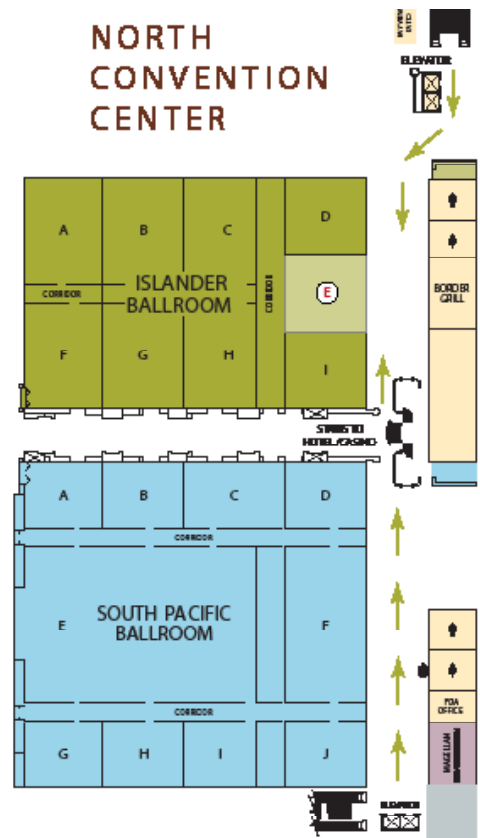 NORTH
CONVENTION
CENTER
ELEVATOR
A
B
C
D
ISLANDER
BALLROOM
CORRIDOR
CORRIDOR
E
BORDER
GRILL
F
G
H
I
STAIRS TO
HOTEL/CASINO
A
B
C
D
CORRIDOR
E
SOUTH PACIFIC
BALLROOM
F
CORRIDOR
OFFICE
G
H
I
J
MAGELLAN
ELEVATOR